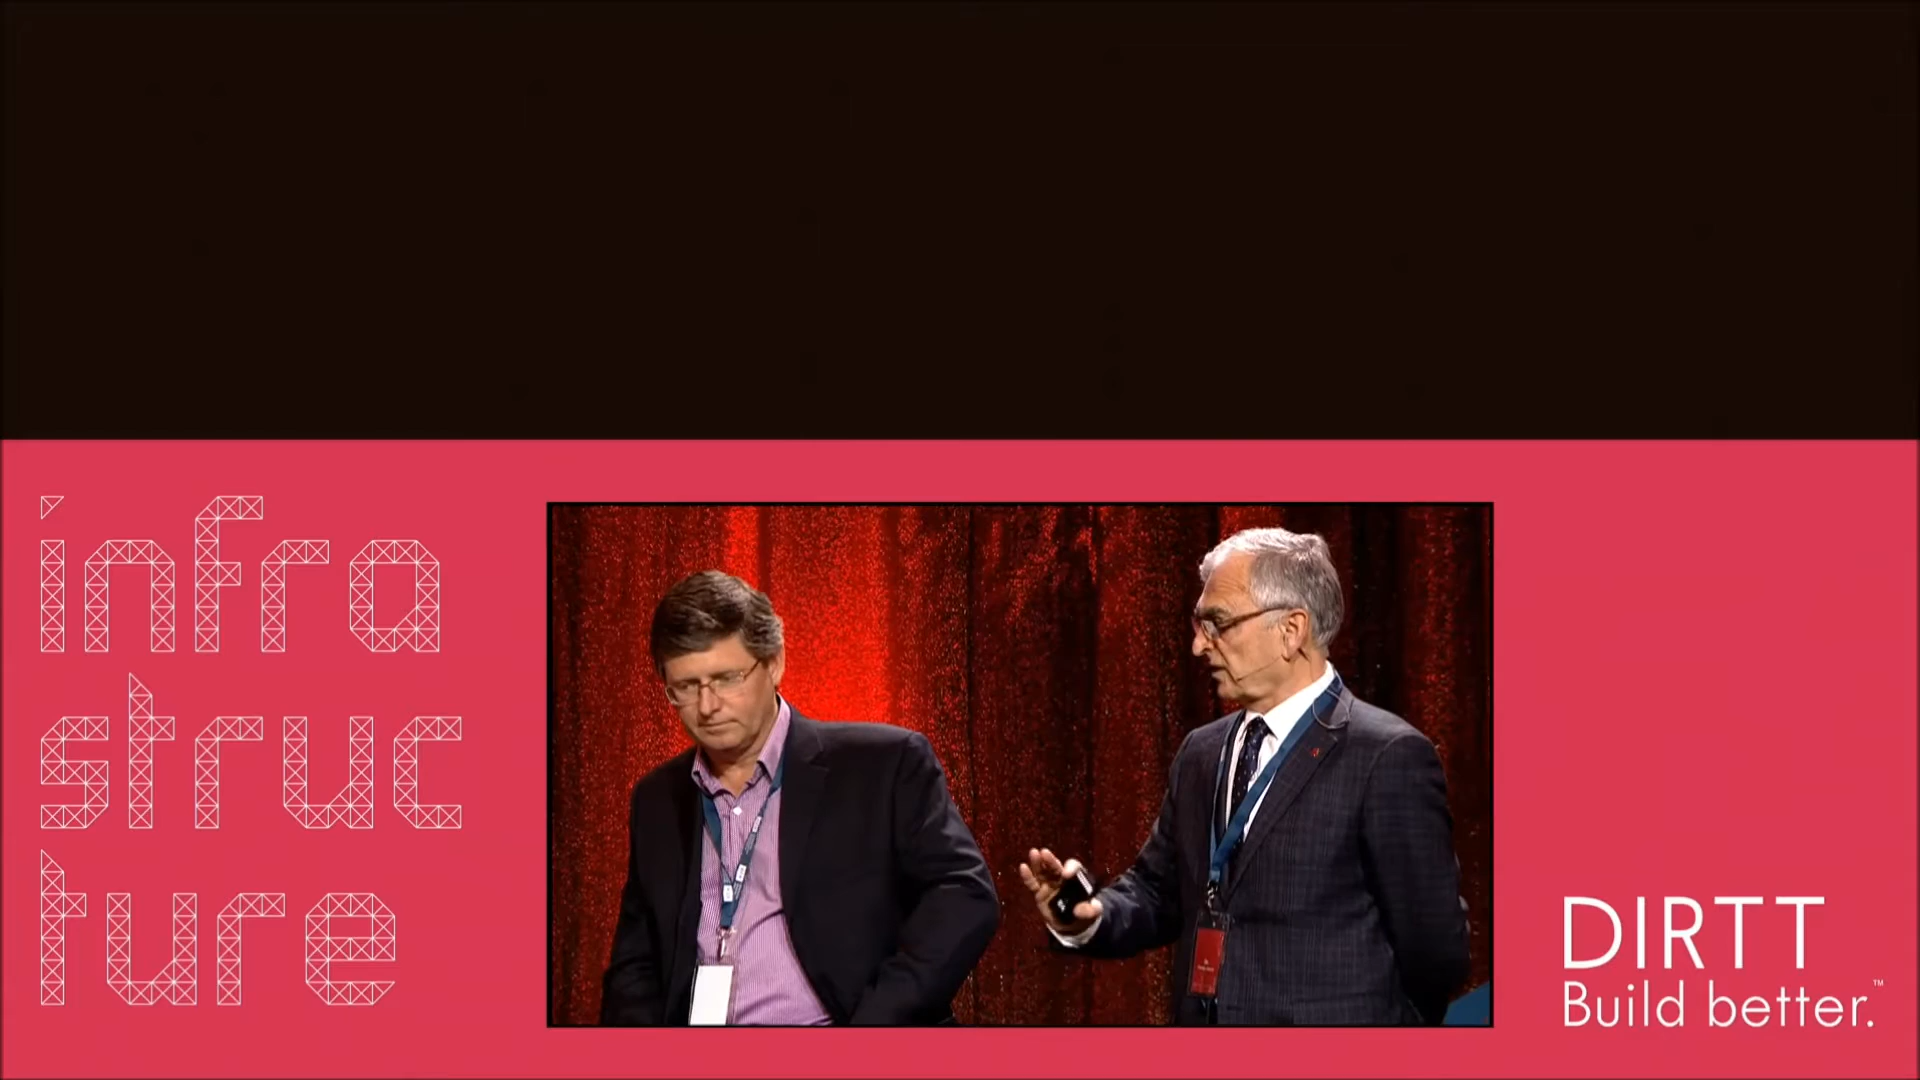 infra
struc
ture
DIRTT
Build better.™